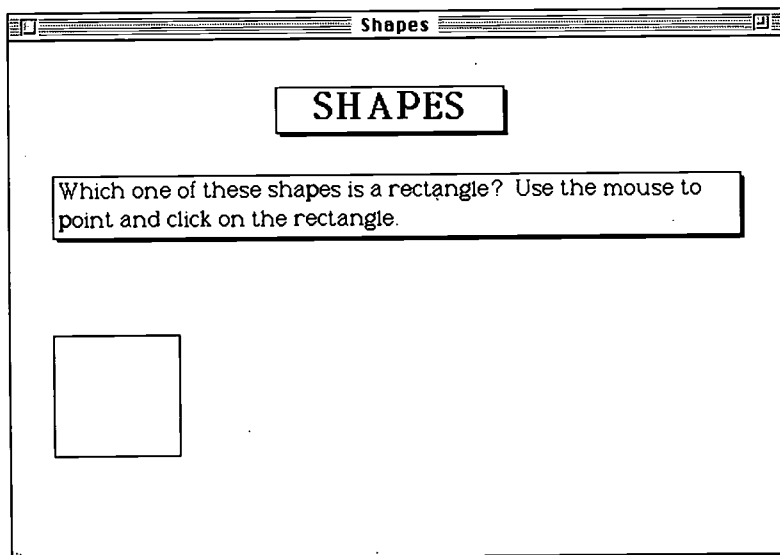 Shapes
SHAPES
Which one of these shapes is a rectangle? Use the mouse to
point and click on the rectangle.